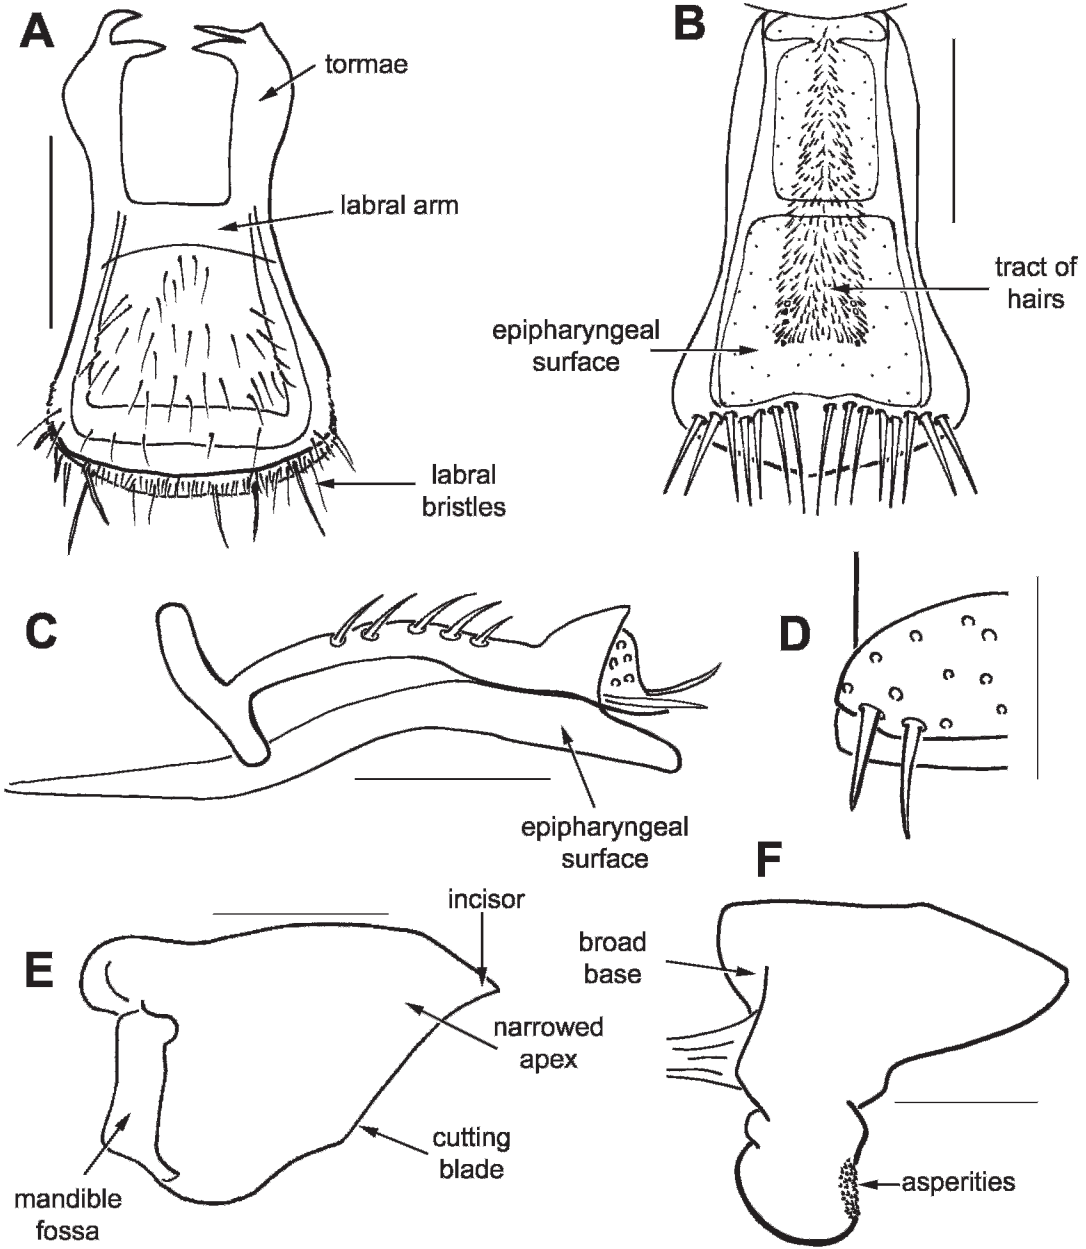 A
tormae
labral arm
labral
bristles
B
tract of
hairs
epipharyngeal
surface
C
epipharyngeal
surface
D
E
incisor
narrowed
apex
cutting
blade
mandible
fossa
F
broad
base
asperities